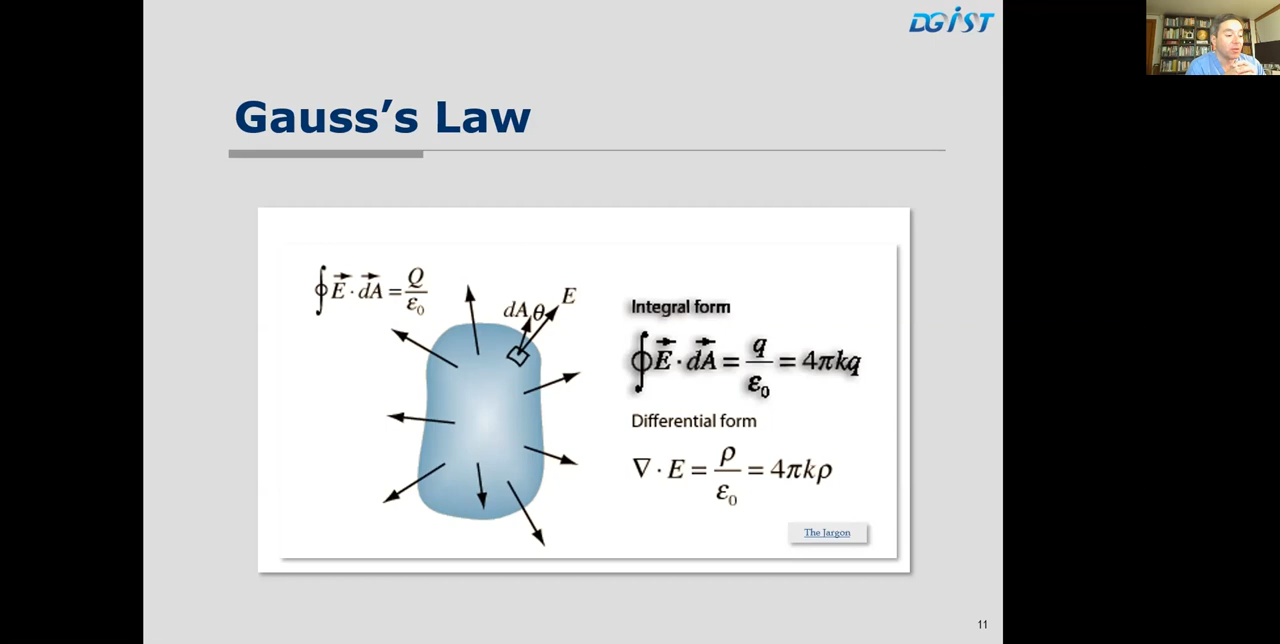 DGIST
Gauss's Law
∮E⃗ · dA⃗ = Q/ε₀
dA θ E
Integral form
∮E⃗ · dA⃗ = q/ε₀ = 4πkq
Differential form
∇ · E = ρ/ε₀ = 4πkρ
The Jargon
11